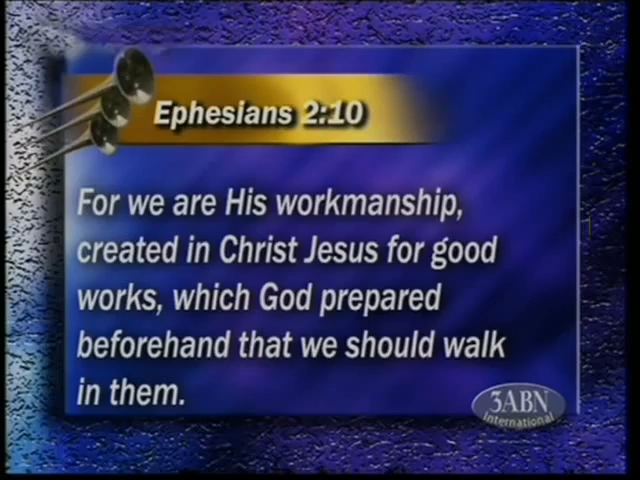 Ephesians 2:10
For we are His workmanship,
created in Christ Jesus for good
works, which God prepared
beforehand that we should walk
in them.
3ABN
International